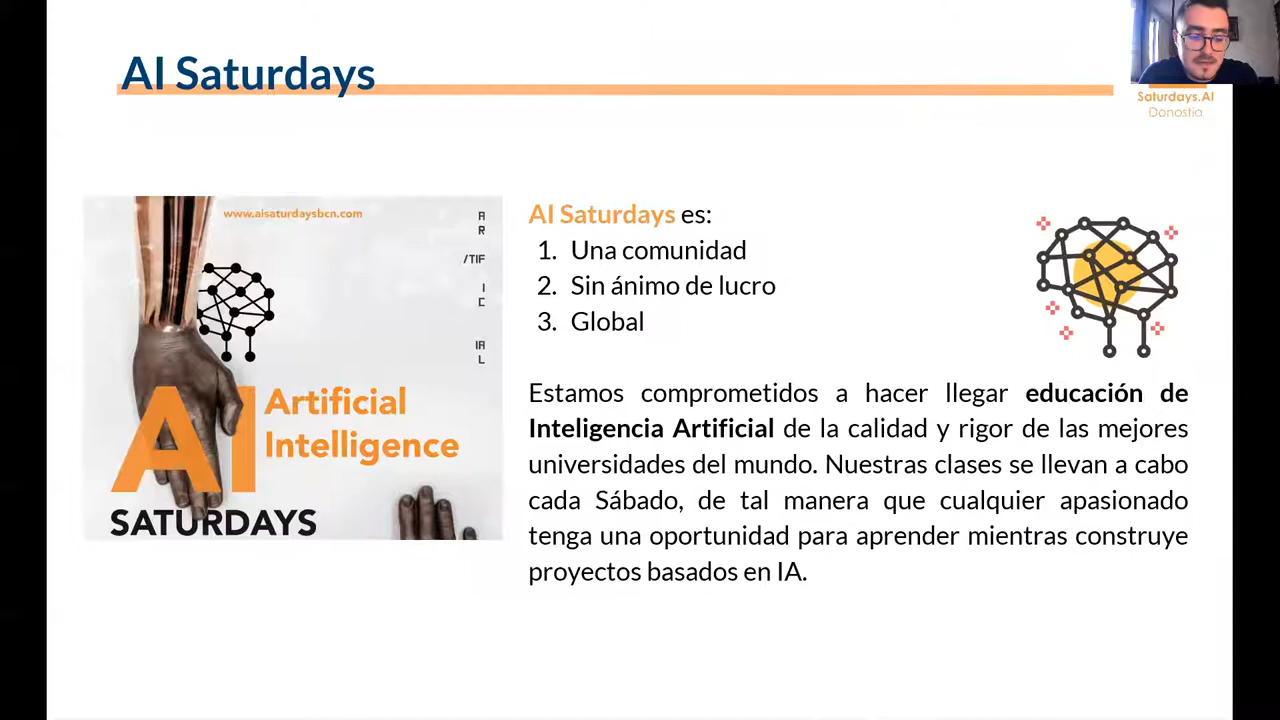 AI Saturdays
Saturdays.AI
Donostia
www.aisaturdaysbcn.com
A
R
/TIF
I
C
IA
L
AI Artificial
Intelligence
SATURDAYS
AI Saturdays es:
1. Una comunidad
2. Sin ánimo de lucro
3. Global
Estamos comprometidos a hacer llegar educación de
Inteligencia Artificial de la calidad y rigor de las mejores
universidades del mundo. Nuestras clases se llevan a cabo
cada Sábado, de tal manera que cualquier apasionado
tenga una oportunidad para aprender mientras construye
proyectos basados en IA.